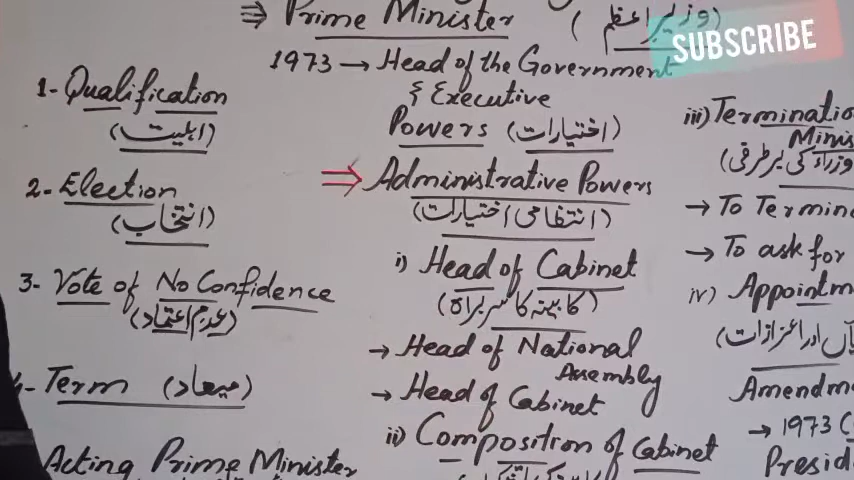 ⇒ Prime Minister (وزیر اعظم)
SUBSCRIBE
1973 → Head of the Government
& Executive
1- Qualification
(اہلیت)
2- Election
(انتخاب)
3- Vote of No Confidence
(عدم اعتماد)
4- Term (میعاد)
Acting Prime Minister
Powers (اختیارات)
⇒ Administrative Powers
(انتظامی اختیارات)
i) Head of Cabinet
(کابینہ کا سربراہ)
→ Head of National
Assembly
→ Head of Cabinet
ii) Composition of Cabinet
iii) Terminatio
Minis
(وزراء کی برطرفی)
→ To Termin
→ To ask for
iv) Appointm
اور اعزازات)
Amendm
→ 1973 C
Presid